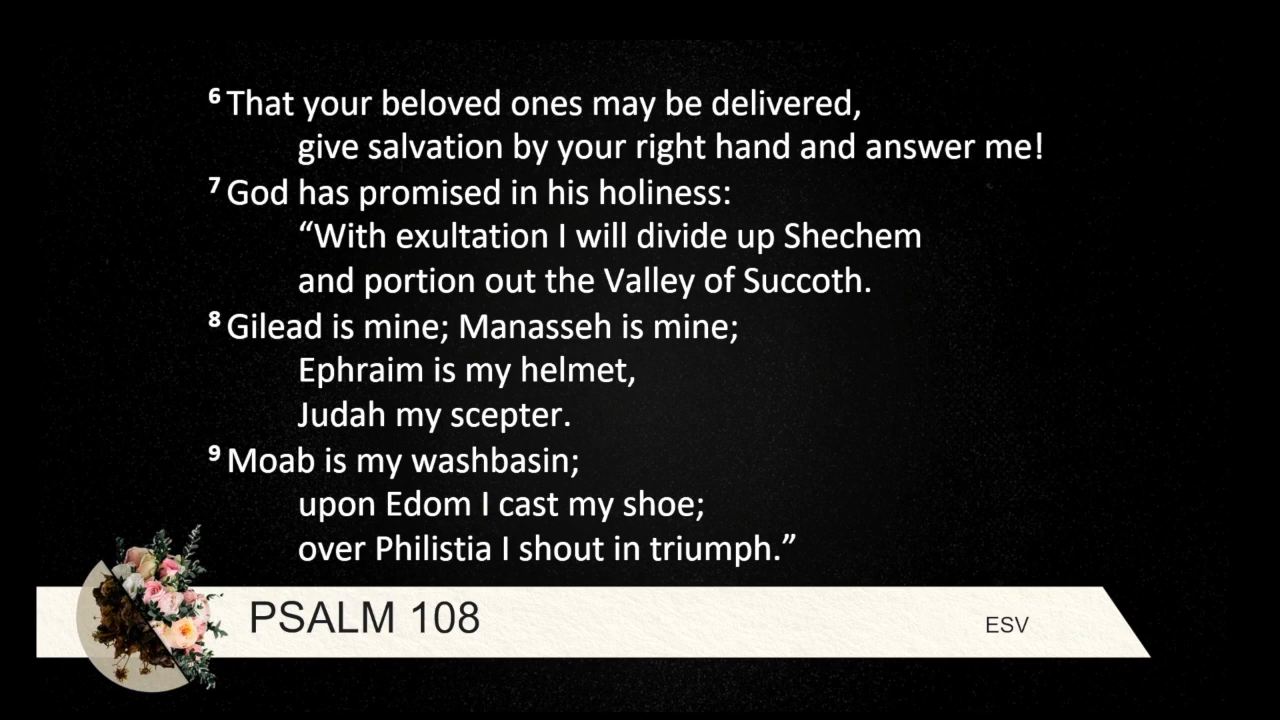 ⁶ That your beloved ones may be delivered,
give salvation by your right hand and answer me!
⁷ God has promised in his holiness:
“With exultation I will divide up Shechem
and portion out the Valley of Succoth.
⁸ Gilead is mine; Manasseh is mine;
Ephraim is my helmet,
Judah my scepter.
⁹ Moab is my washbasin;
upon Edom I cast my shoe;
over Philistia I shout in triumph.”
PSALM 108
ESV